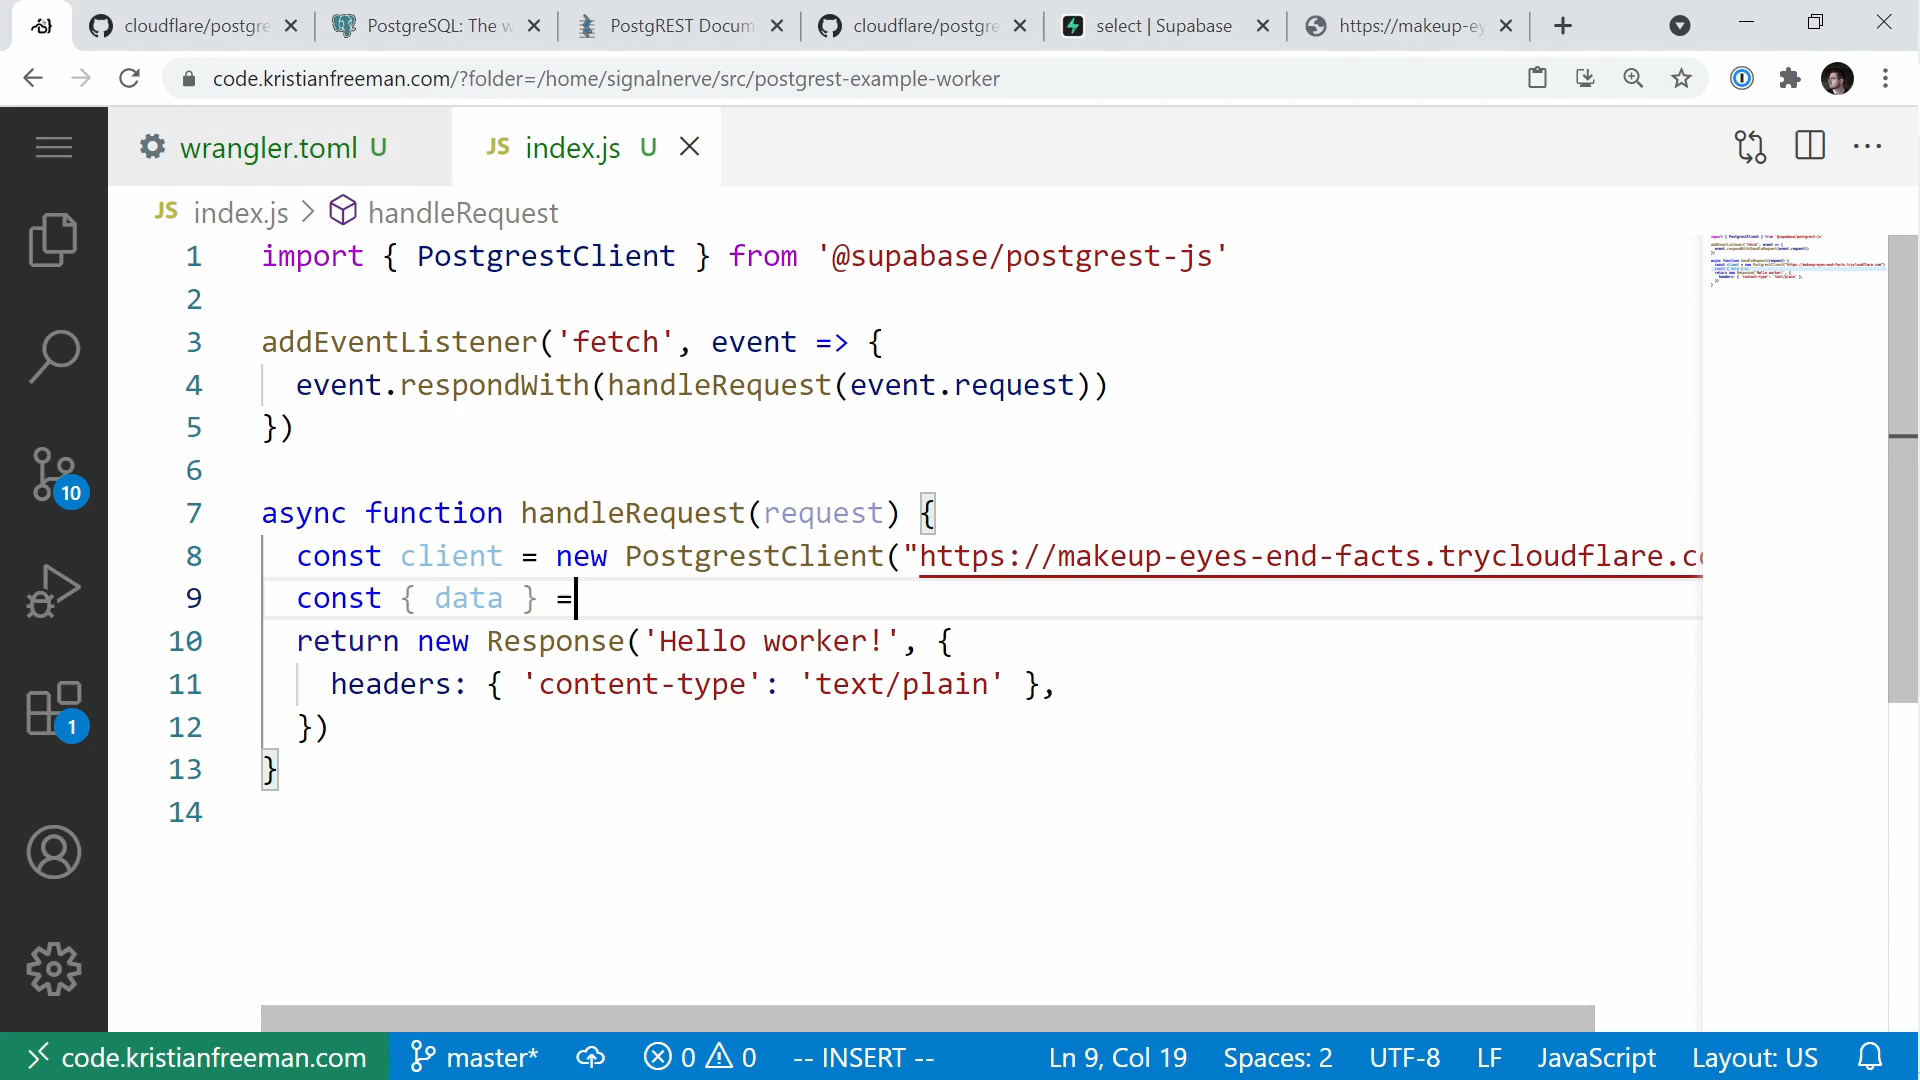 cloudflare/postgre
PostgreSQL: The w
PostgREST Docum
cloudflare/postgre
select | Supabase
https://makeup-ey
code.kristianfreeman.com/?folder=/home/signalnerve/src/postgrest-example-worker
wrangler.toml U
JS index.js U
JS index.js > handleRequest
1 import { PostgrestClient } from '@supabase/postgrest-js'
2
3 addEventListener('fetch', event => {
4 event.respondWith(handleRequest(event.request))
5 })
6
7 async function handleRequest(request) {
8 const client = new PostgrestClient("https://makeup-eyes-end-facts.trycloudflare.co
9 const { data } =
10 return new Response('Hello worker!', {
11 headers: { 'content-type': 'text/plain' },
12 })
13 }
14
10
1
code.kristianfreeman.com
master*
0
0
-- INSERT --
Ln 9, Col 19
Spaces: 2
UTF-8
LF
JavaScript
Layout: US